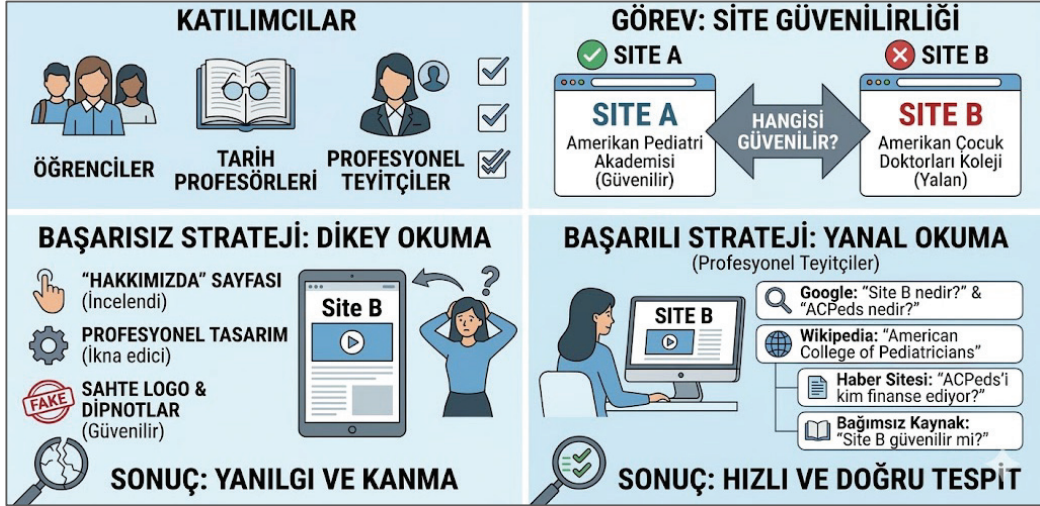 KATILIMCILAR
ÖĞRENCİLER
TARİH
PROFESÖRLERİ
PROFESYONEL
TEYİTÇİLER
GÖREV: SİTE GÜVENİLİRLİĞİ
SITE A
SITE A
Amerikan Pediatri
Akademisi
(Güvenilir)
HANGİSİ
GÜVENİLİR?
SITE B
SITE B
Amerikan Çocuk
Doktorları Koleji
(Yalan)
BAŞARISIZ STRATEJİ: DİKEY OKUMA
"HAKKIMIZDA" SAYFASI
(İncelendi)
PROFESYONEL TASARIM
(İkna edici)
FAKE
SAHTE LOGO &
DİPNOTLAR
(Güvenilir)
Site B
?
SONUÇ: YANILGI VE KANMA
BAŞARILI STRATEJİ: YANAL OKUMA
(Profesyonel Teyitçiler)
SITE B
Google: "Site B nedir?" &
"ACPeds nedir?"
Wikipedia: "American
College of Pediatricians"
Haber Sitesi: "ACPeds'i
kim finanse ediyor?"
Bağımsız Kaynak:
"Site B güvenilir mi?"
SONUÇ: HIZLI VE DOĞRU TESPİT